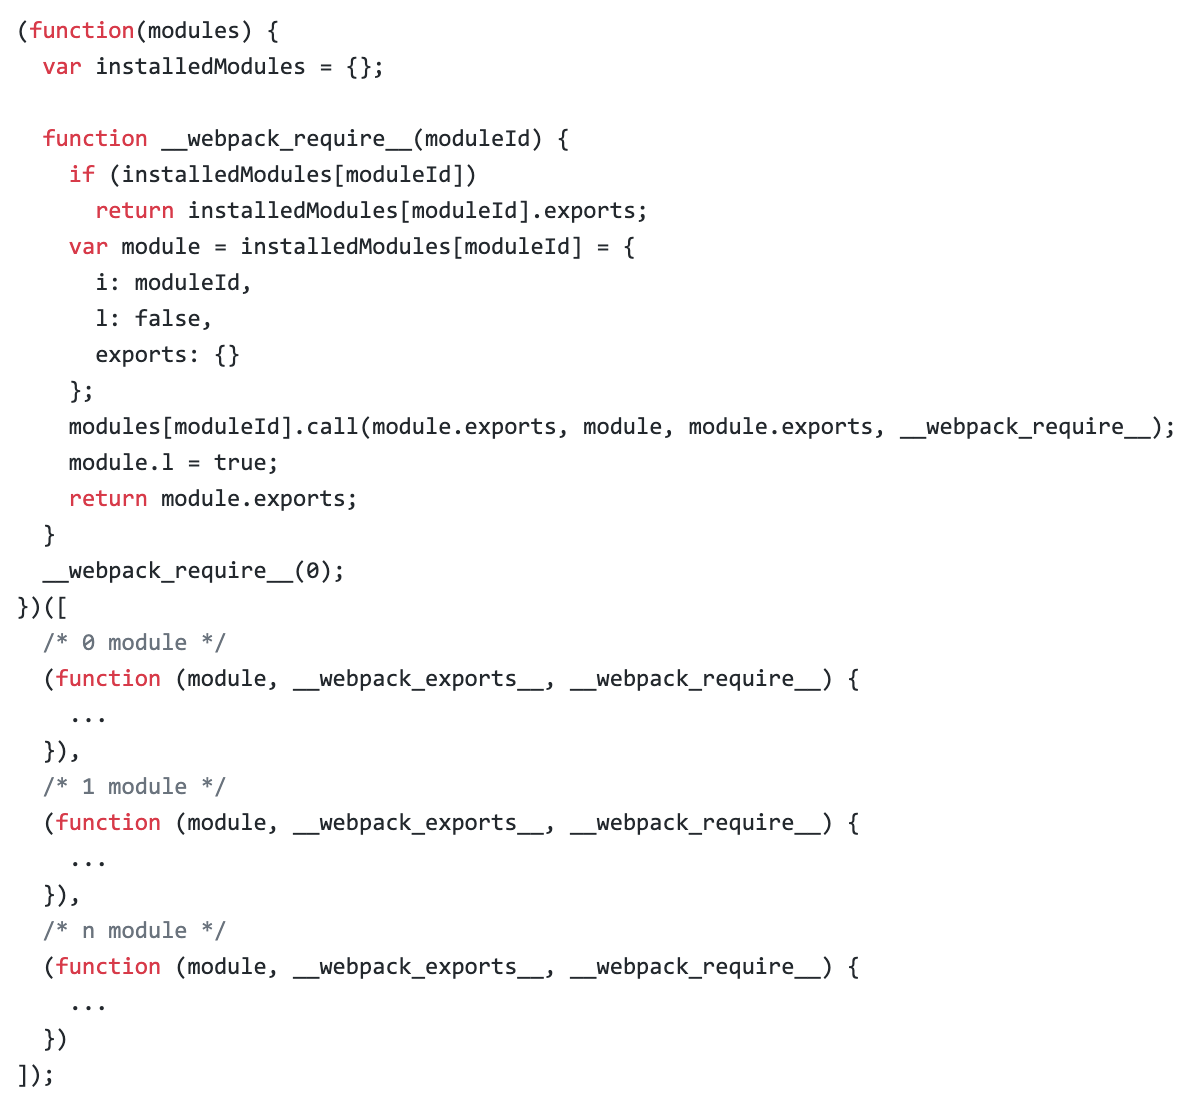 (function(modules) {
  var installedModules = {};

  function __webpack_require__(moduleId) {
    if (installedModules[moduleId])
      return installedModules[moduleId].exports;
    var module = installedModules[moduleId] = {
      i: moduleId,
      l: false,
      exports: {}
    };
    modules[moduleId].call(module.exports, module, module.exports, __webpack_require__);
    module.l = true;
    return module.exports;
  }
  __webpack_require__(0);
})([
  /* 0 module */
  (function (module, __webpack_exports__, __webpack_require__) {
    ...
  }),
  /* 1 module */
  (function (module, __webpack_exports__, __webpack_require__) {
    ...
  }),
  /* n module */
  (function (module, __webpack_exports__, __webpack_require__) {
    ...
  })
]);